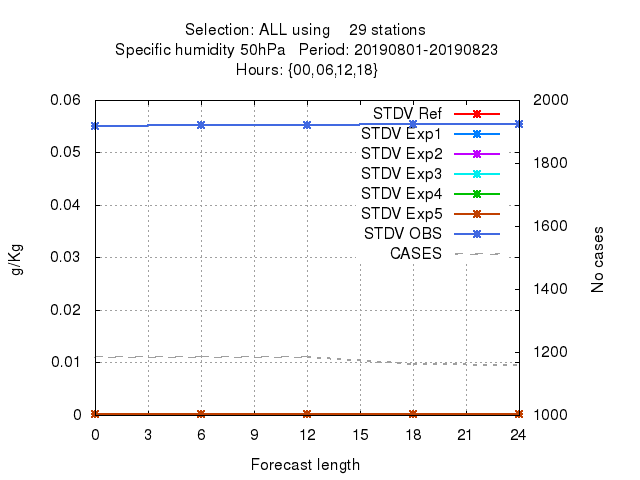 Selection: ALL using    29 stations
Specific humidity 50hPa   Period: 20190801-20190823
Hours: {00,06,12,18}
STDV Ref
STDV Exp1
STDV Exp2
STDV Exp3
STDV Exp4
STDV Exp5
STDV OBS
CASES
0.06
0.05
0.04
0.03
0.02
0.01
0
g/Kg
2000
1800
1600
1400
1200
1000
No cases
0 3 6 9 12 15 18 21 24
Forecast length